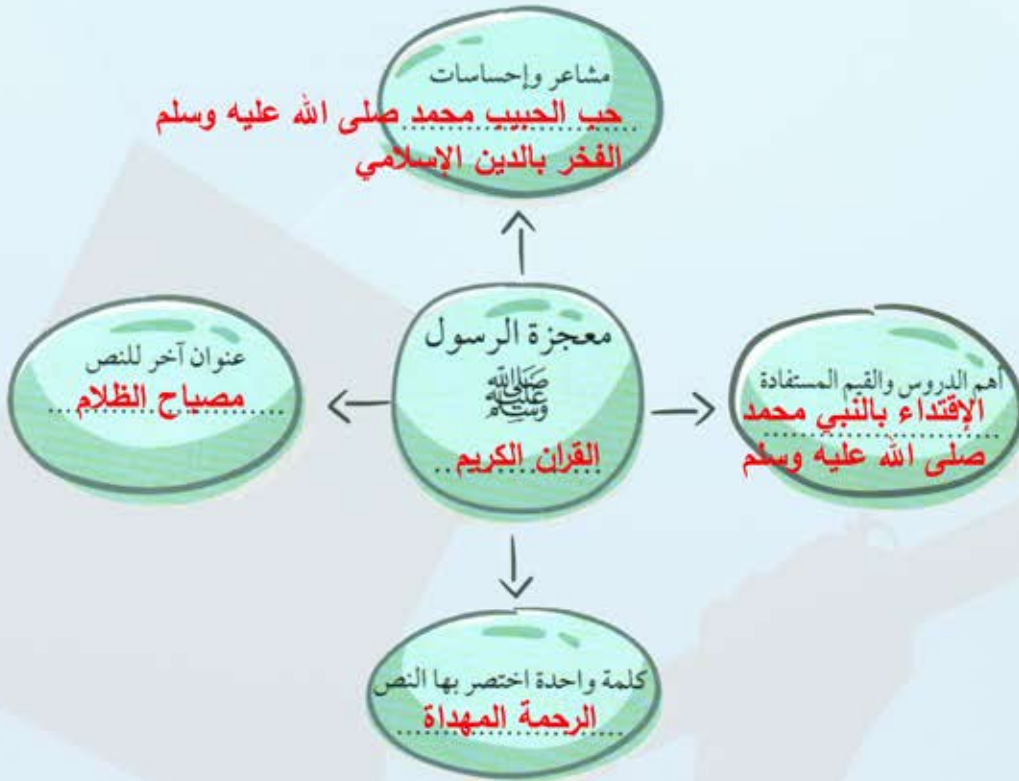 مشاعر وإحساسات
حب الحبيب محمد صلى الله عليه وسلم
الفخر بالدين الإسلامي
معجزة الرسول
صلى الله عليه وسلم
القران الكريم
أهم الدروس والقيم المستفادة
الإقتداء بالنبي محمد
صلى الله عليه وسلم
عنوان آخر للنص
مصباح الظلام
كلمة واحدة اختصر بها النص
الرحمة المهداة